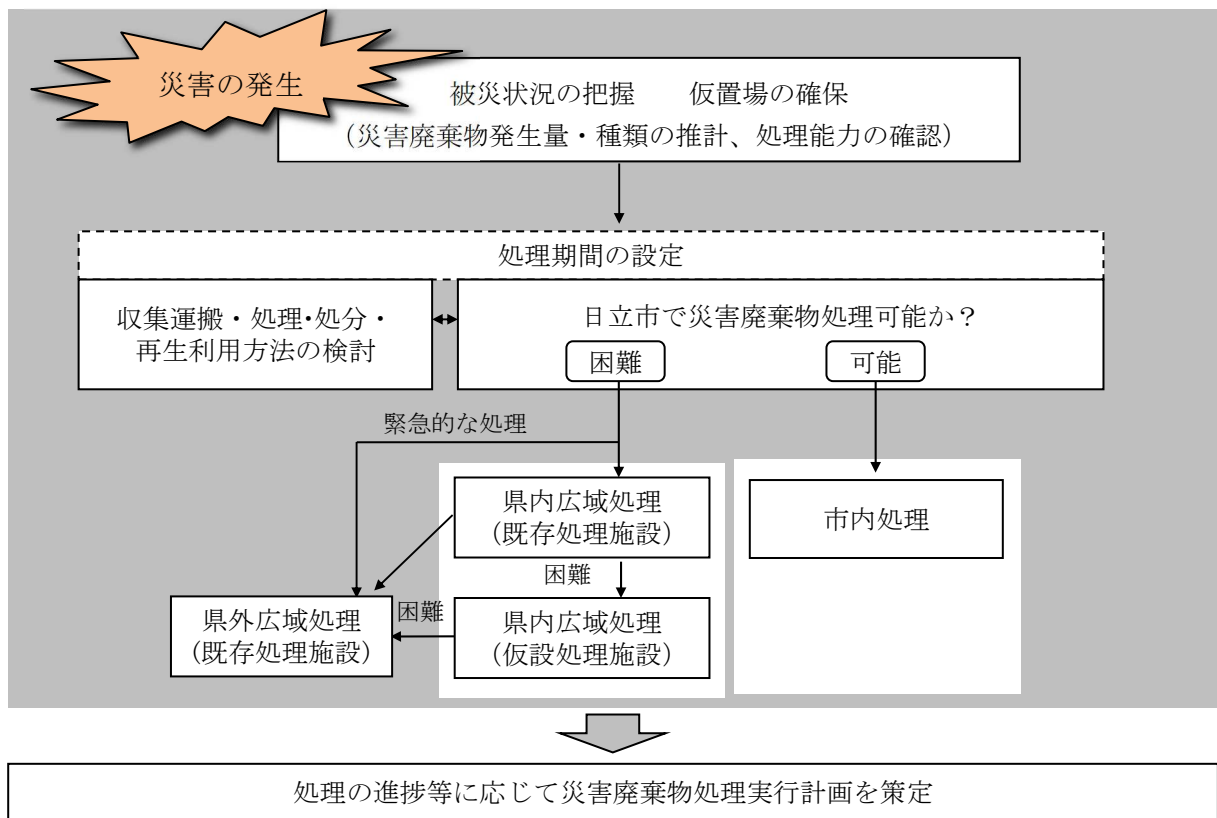 災害の発生
被災状況の把握　　仮置場の確保
（災害廃棄物発生量・種類の推計、処理能力の確認）
処理期間の設定
収集運搬・処理・処分・
再生利用方法の検討
日立市で災害廃棄物処理可能か？
困難
可能
緊急的な処理
県内広域処理
（既存処理施設）
市内処理
困難
県外広域処理
（既存処理施設）
困難
県内広域処理
（仮設処理施設）
処理の進捗等に応じて災害廃棄物処理実行計画を策定